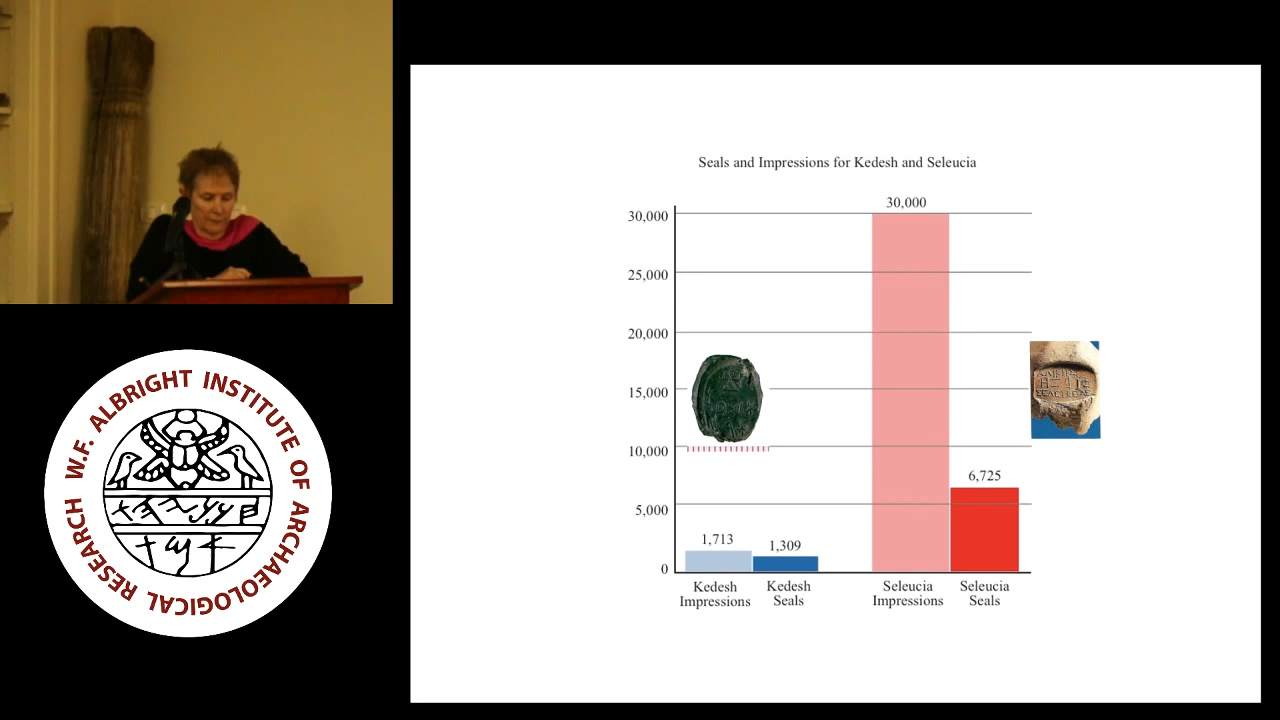 Seals and Impressions for Kedesh and Seleucia
30,000
30,000
25,000
20,000
15,000
10,000
5,000
0
1,713
1,309
6,725
Kedesh
Impressions
Kedesh
Seals
Seleucia
Impressions
Seleucia
Seals
W.F. ALBRIGHT INSTITUTE OF ARCHAEOLOGICAL RESEARCH